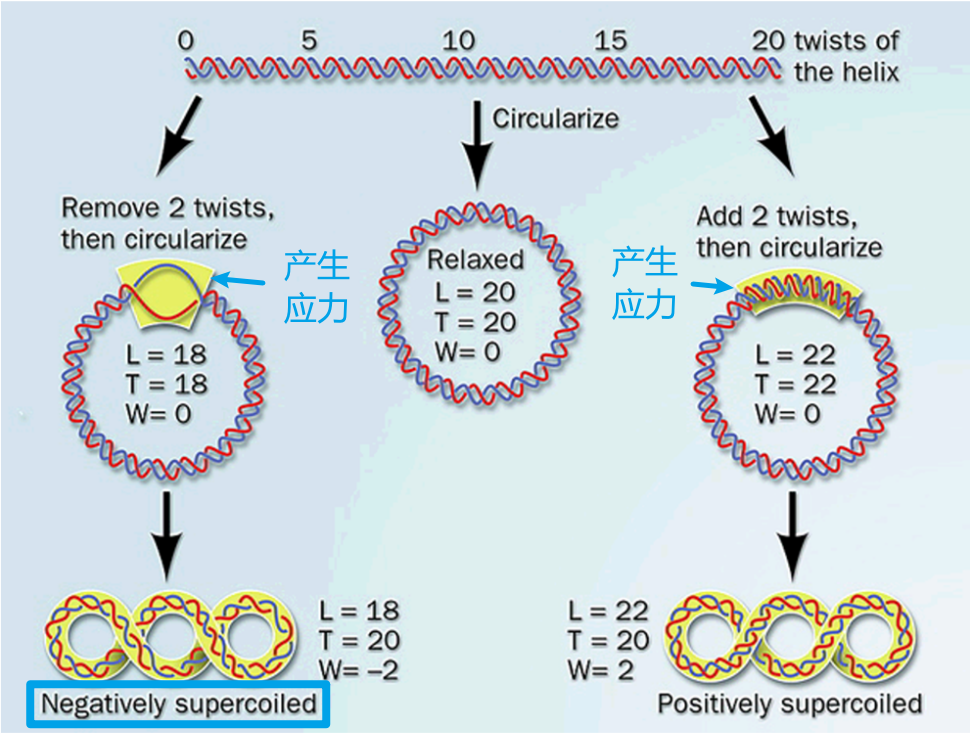 0 5 10 15 20 twists of
the helix
Circularize
Remove 2 twists,
then circularize
产生
应力
L = 18
T = 18
W= 0
Relaxed
L = 20
T = 20
W= 0
Add 2 twists,
then circularize
产生
应力
L = 22
T = 22
W= 0
L = 18
T = 20
W= –2
Negatively supercoiled
L = 22
T = 20
W= 2
Positively supercoiled